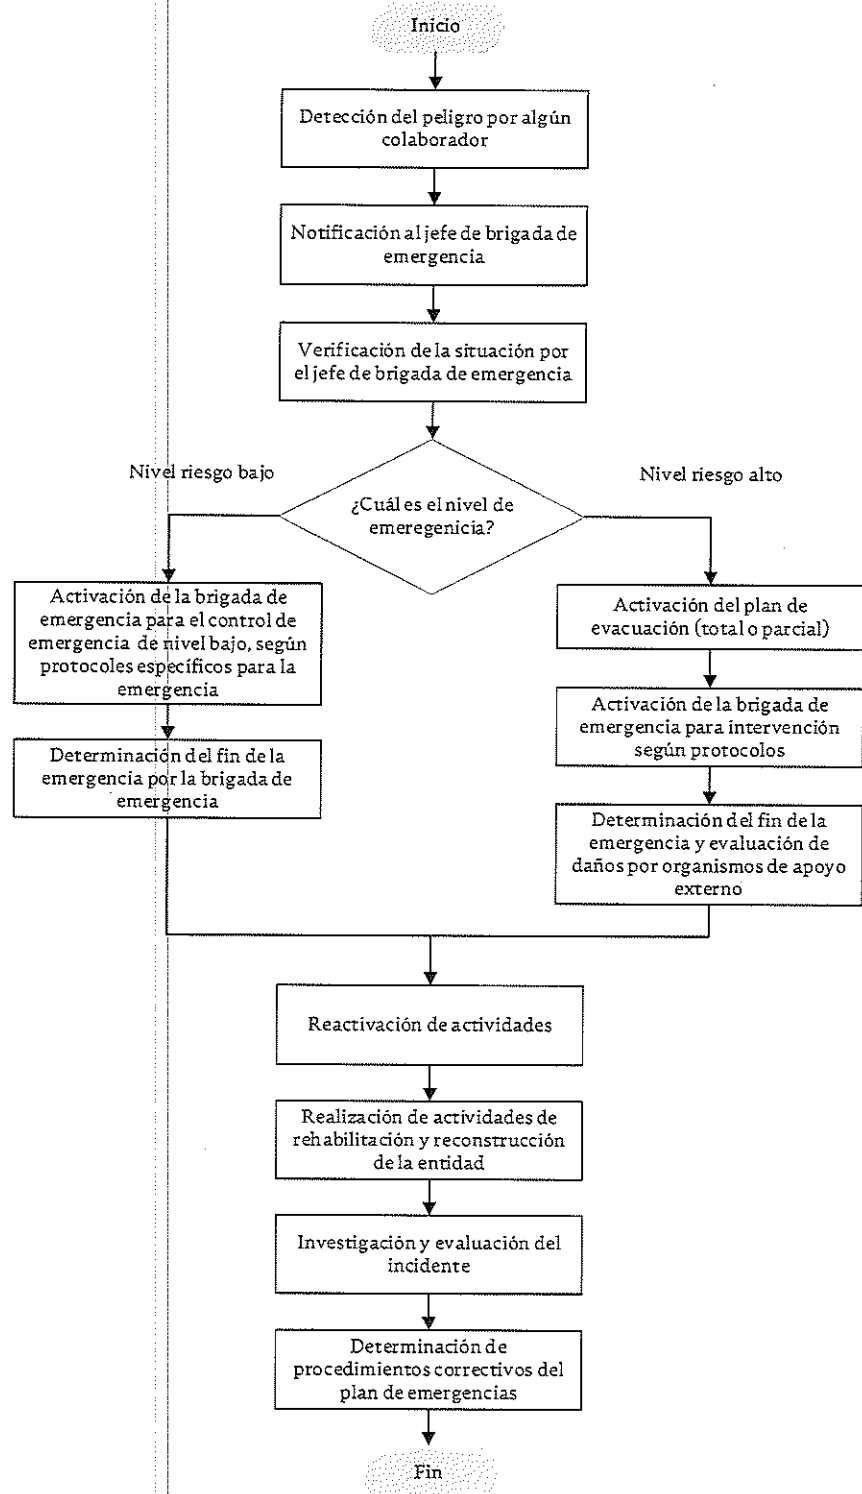 Inicio
Detección del peligro por algún
colaborador
Notificación al jefe de brigada de
emergencia
Verificación de la situación por
el jefe de brigada de emergencia
Nivel riesgo bajo
Nivel riesgo alto
¿Cuál es el nivel de
emeregenicia?
Activación de la brigada de
emergencia para el control de
emergencia de nivel bajo, según
protocoles específicos para la
emergencia
Determinación del fin de la
emergencia por la brigada de
emergencia
Activación del plan de
evacuación (total o parcial)
Activación de la brigada de
emergencia para intervención
según protocolos
Determinación del fin de la
emergencia y evaluación de
daños por organismos de apoyo
externo
Reactivación de actividades
Realización de actividades de
rehabilitación y reconstrucción
de la entidad
Investigación y evaluación del
incidente
Determinación de
procedimientos correctivos del
plan de emergencias
Fin